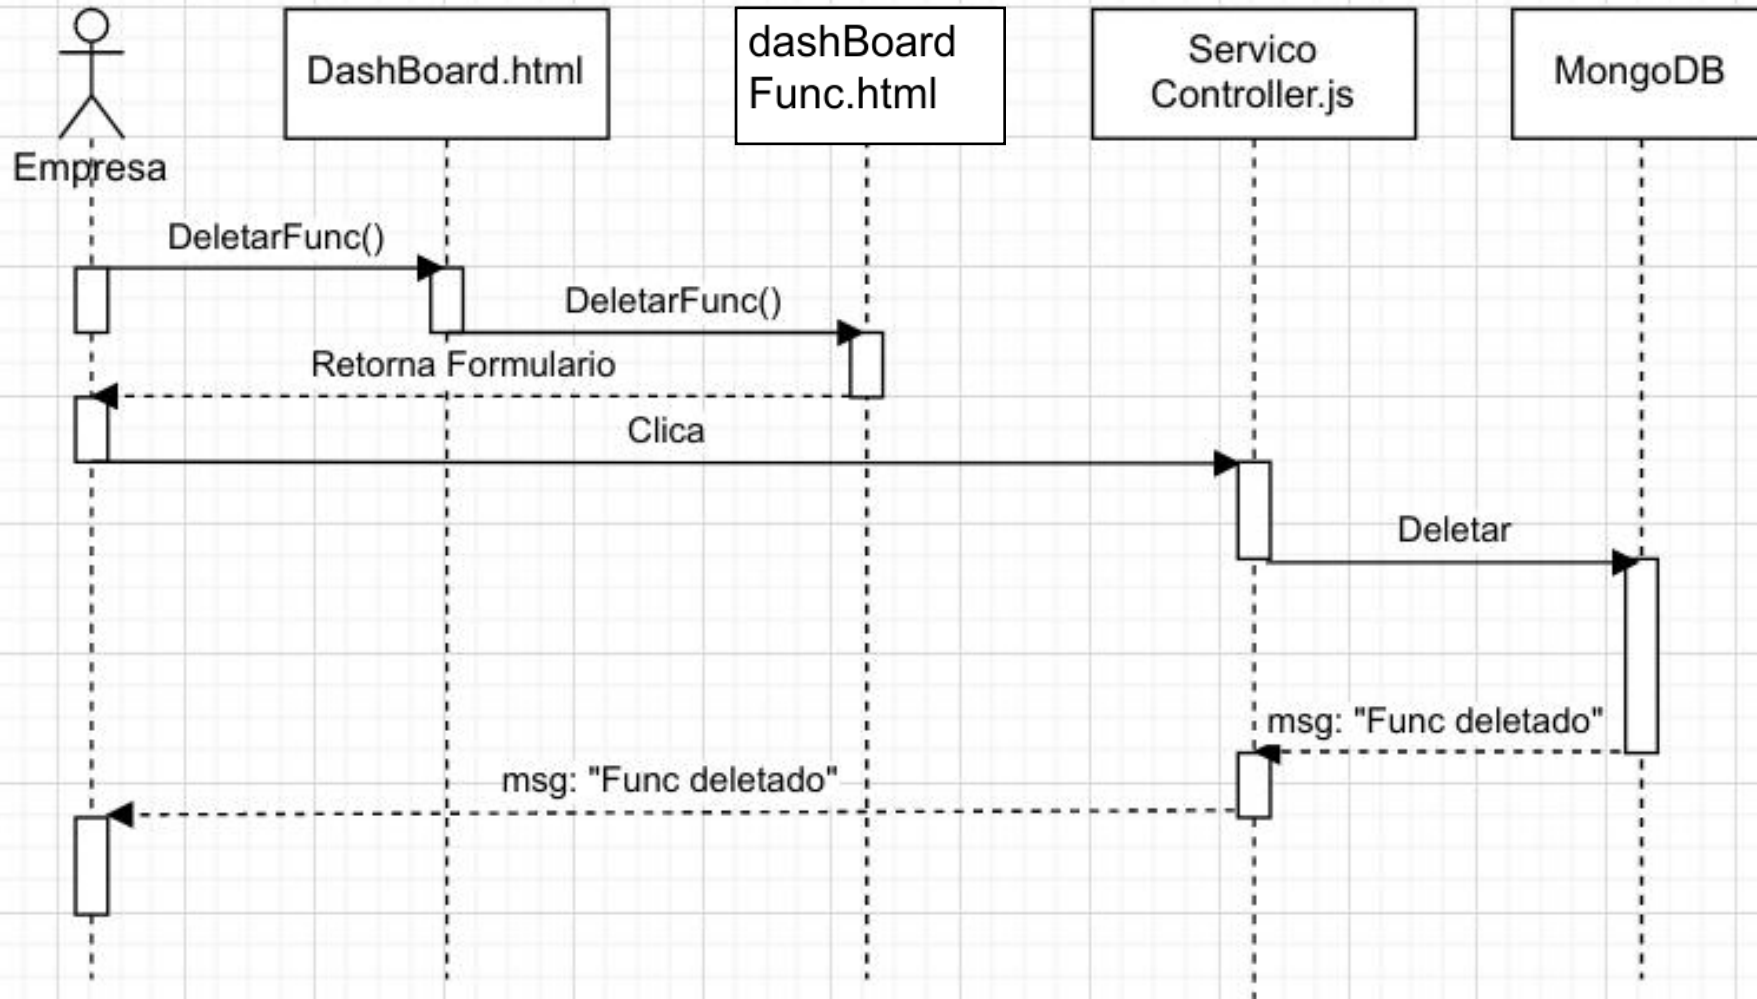 DashBoard.html
dashBoard
Func.html
Servico
Controller.js
MongoDB
Empresa
DeletarFunc()
DeletarFunc()
Retorna Formulario
Clica
Deletar
msg: "Func deletado"
msg: "Func deletado"